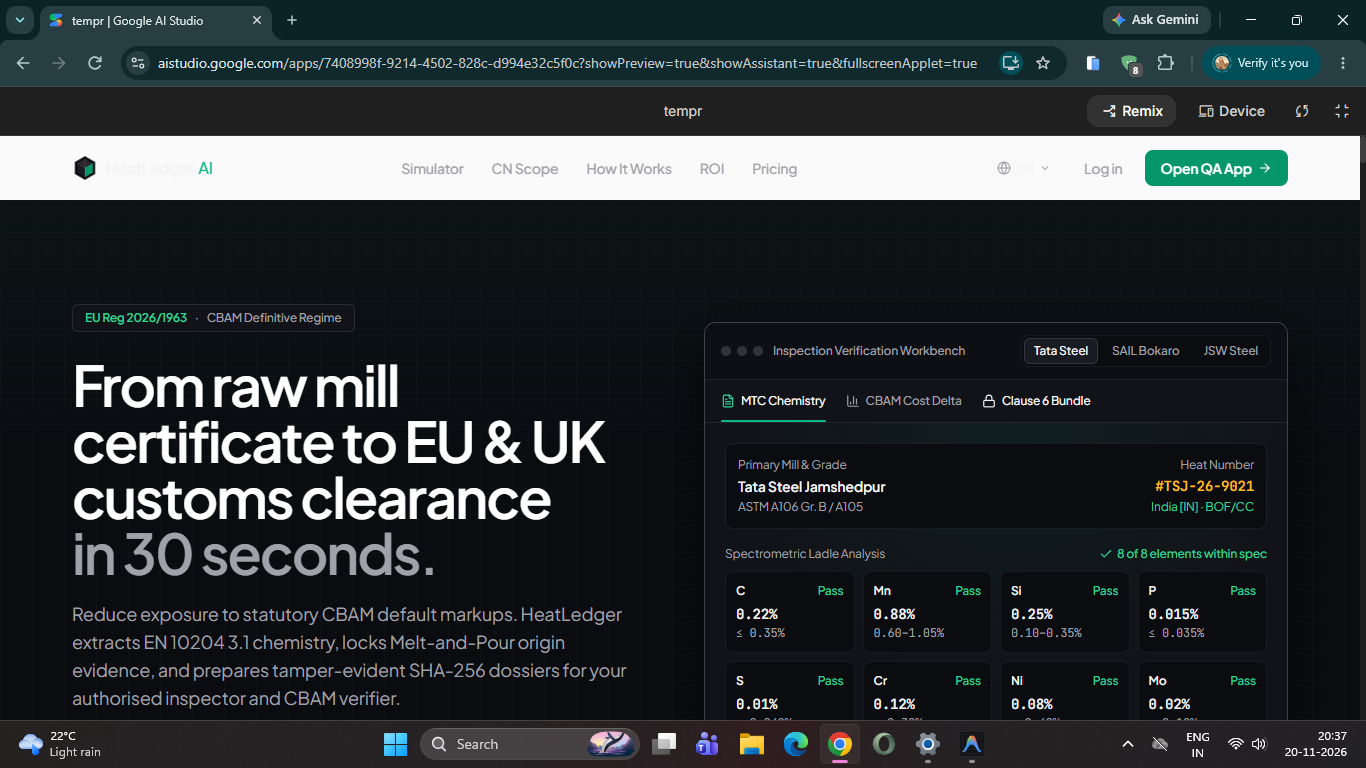 tempr | Google AI Studio
Ask Gemini
aistudio.google.com/apps/7408998f-9214-4502-828c-d994e32c5f0c?showPreview=true&showAssistant=true&fullscreenApplet=true
8
Verify it's you
tempr
Remix
Device
HeatLedger AI
Simulator
CN Scope
How It Works
ROI
Pricing
EN
Log in
Open QA App →
EU Reg 2026/1963 · CBAM Definitive Regime
From raw mill
certificate to EU & UK
customs clearance
in 30 seconds.
Reduce exposure to statutory CBAM default markups. HeatLedger
extracts EN 10204 3.1 chemistry, locks Melt-and-Pour origin
evidence, and prepares tamper-evident SHA-256 dossiers for your
authorised inspector and CBAM verifier.
Inspection Verification Workbench
Tata Steel
SAIL Bokaro
JSW Steel
MTC Chemistry
CBAM Cost Delta
Clause 6 Bundle
Primary Mill & Grade
Heat Number
Tata Steel Jamshedpur
#TSJ-26-9021
ASTM A106 Gr. B / A105
India [IN] · BOF/CC
Spectrometric Ladle Analysis
8 of 8 elements within spec
C Pass
0.22%
≤ 0.35%
Mn Pass
0.88%
0.60–1.05%
Si Pass
0.25%
0.10–0.35%
P Pass
0.015%
≤ 0.035%
S Pass
0.01%
Cr Pass
0.12%
Ni Pass
0.08%
Mo Pass
0.02%
22°C
Light rain
Search
ENG
IN
20:37
20-11-2026